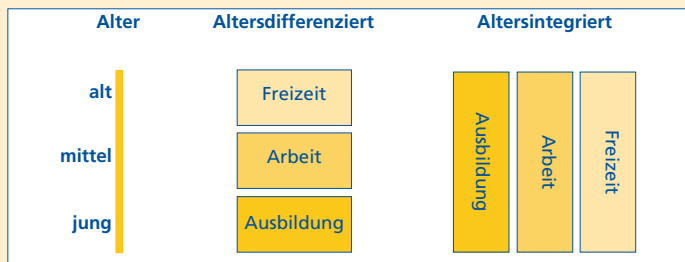 Alter Altersdifferenziert Altersintegriert
alt Freizeit
mittel Arbeit
jung Ausbildung
Ausbildung
Arbeit
Freizeit